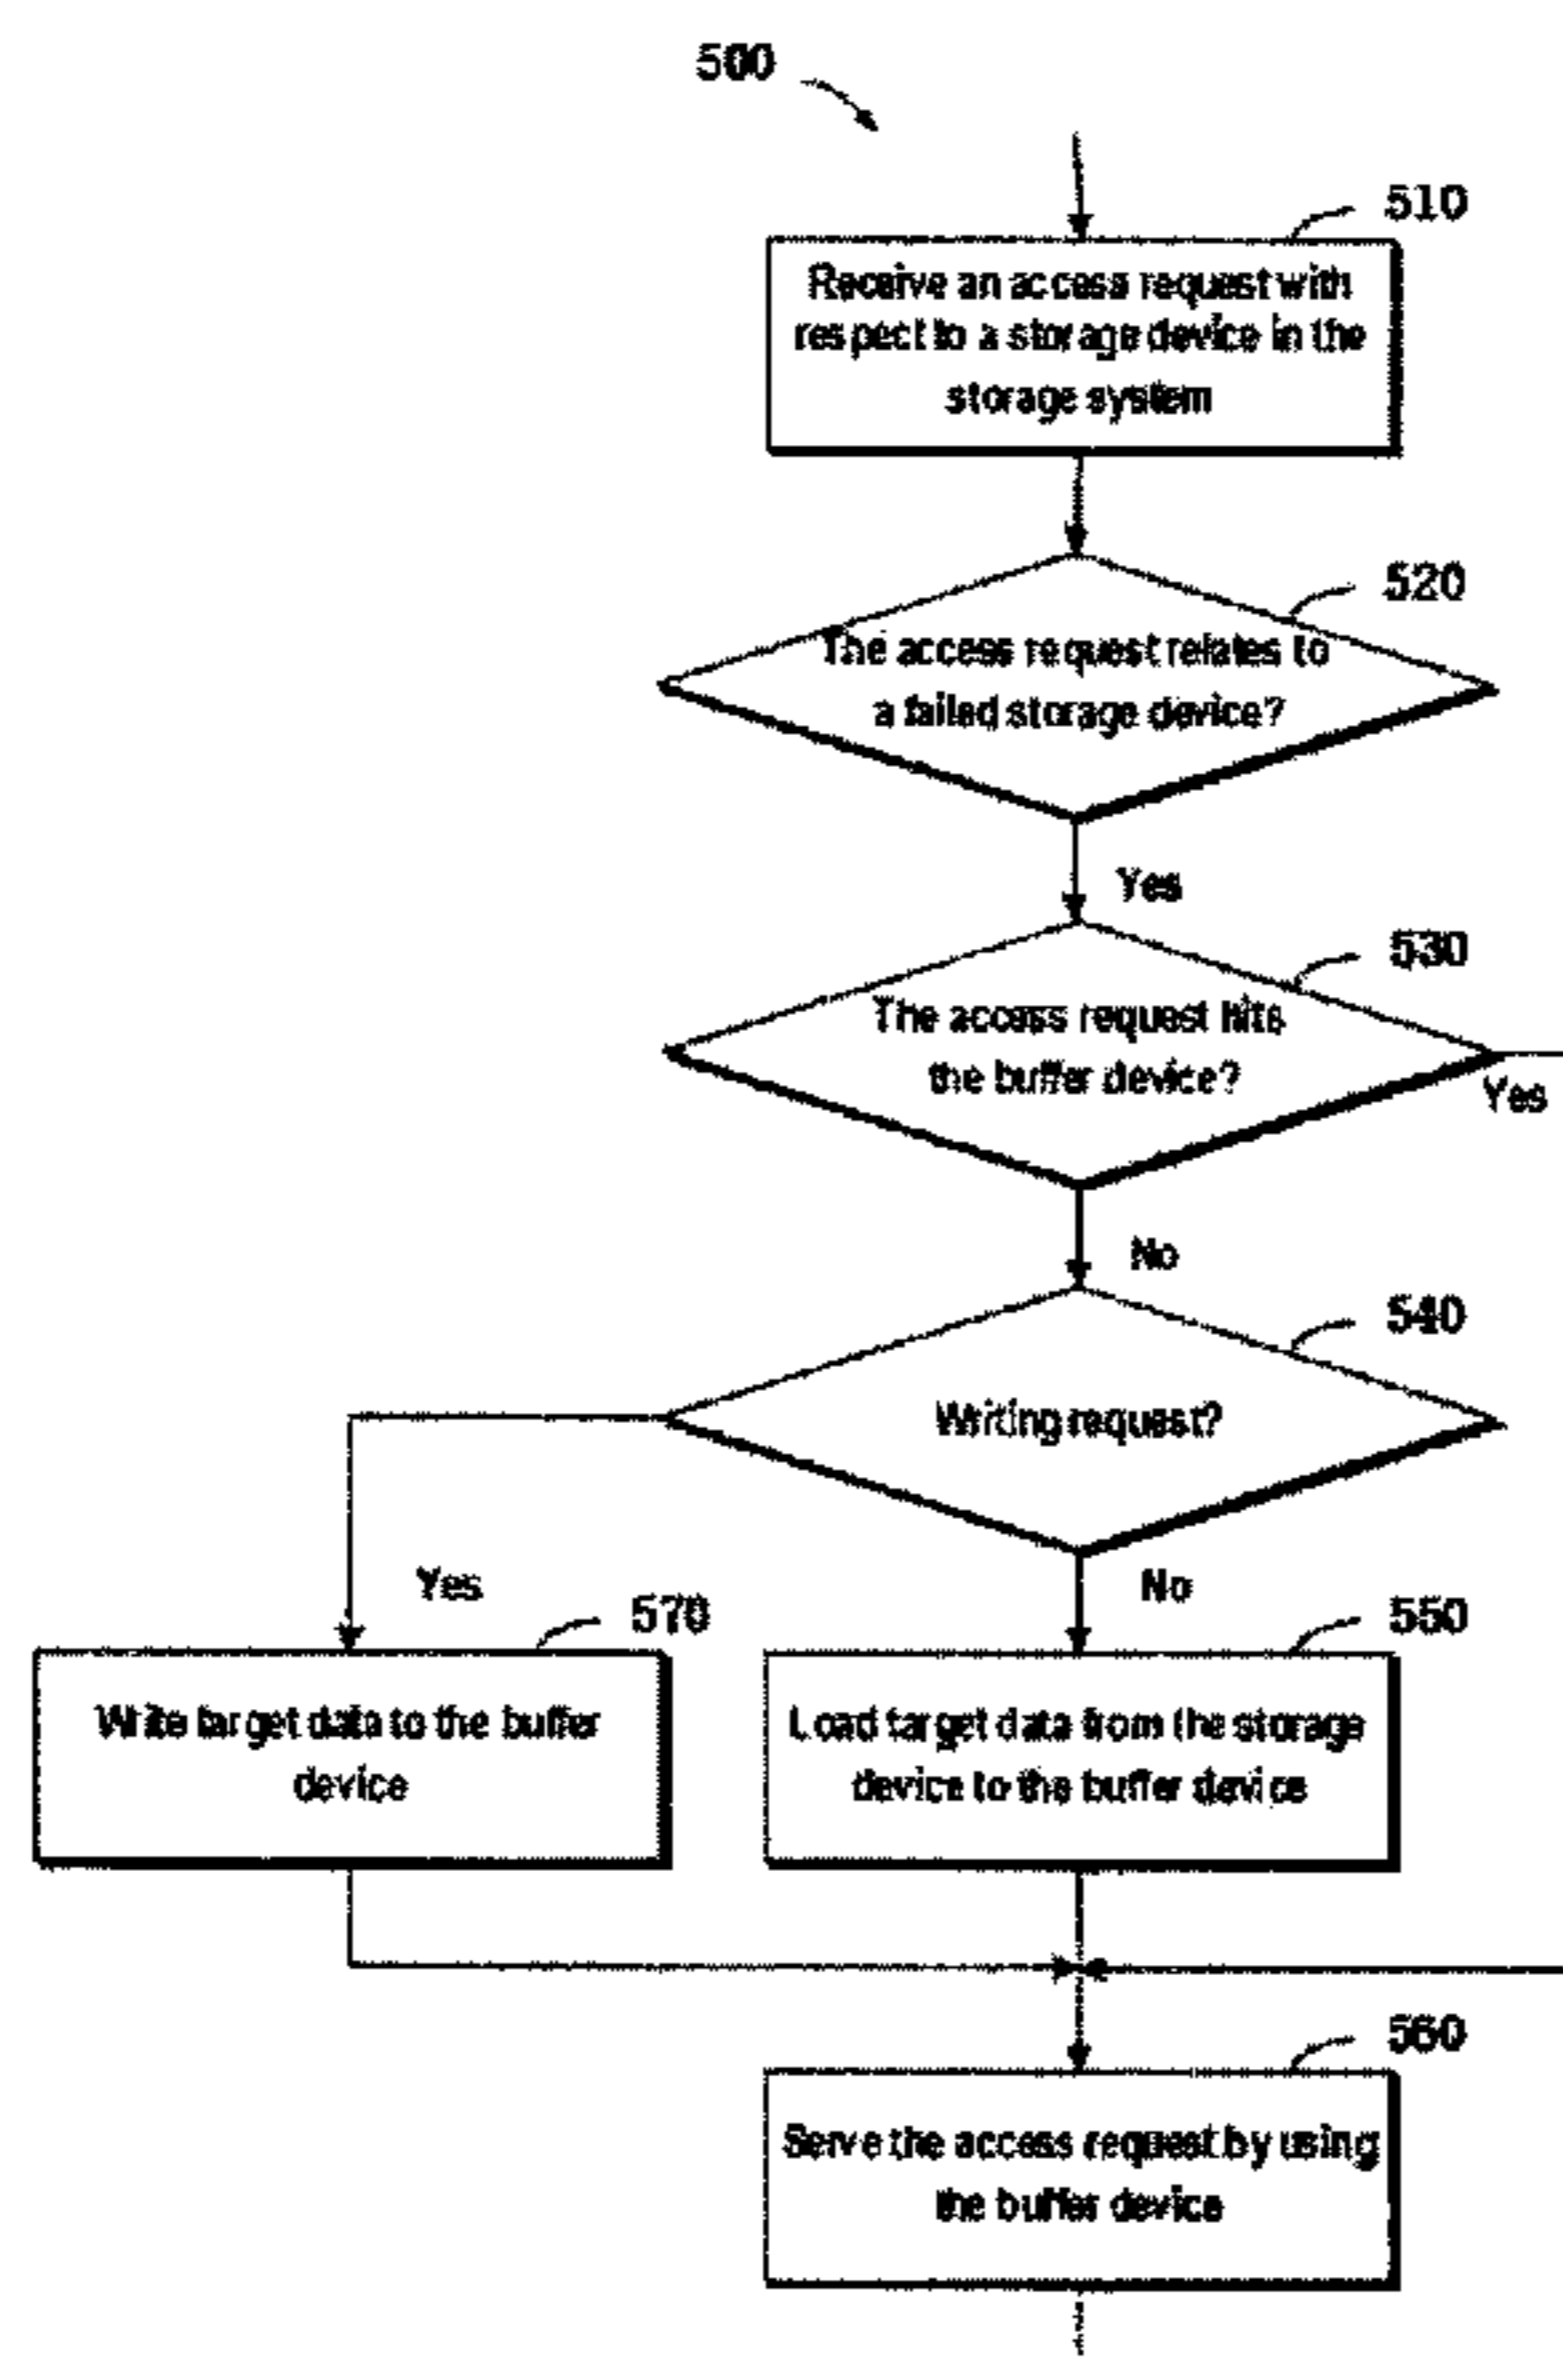 500
510
Receive an access request with
respect to a storage device in the
storage system
520
The access request relates to
a failed storage device?
Yes
530
The access request hits
the buffer device?
Yes
No
540
Writing request?
Yes
No
570
550
Write target data to the buffer
device
Load target data from the storage
device to the buffer device
560
Serve the access request by using
the buffer device